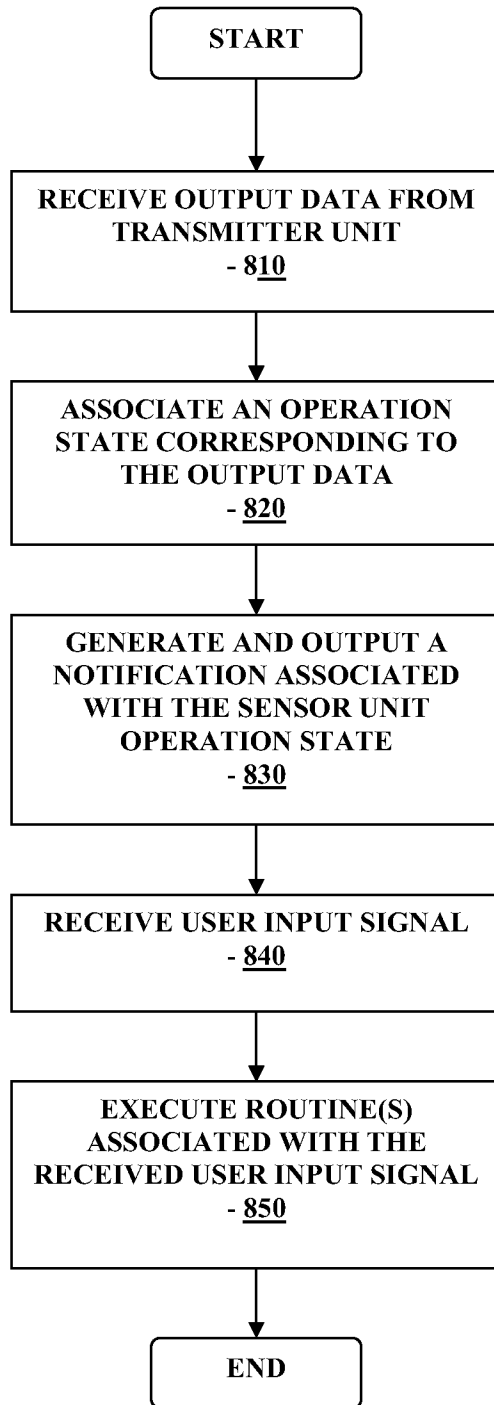 START
RECEIVE OUTPUT DATA FROM
TRANSMITTER UNIT
- 810
ASSOCIATE AN OPERATION
STATE CORRESPONDING TO
THE OUTPUT DATA
- 820
GENERATE AND OUTPUT A
NOTIFICATION ASSOCIATED
WITH THE SENSOR UNIT
OPERATION STATE
- 830
RECEIVE USER INPUT SIGNAL
- 840
EXECUTE ROUTINE(S)
ASSOCIATED WITH THE
RECEIVED USER INPUT SIGNAL
- 850
END